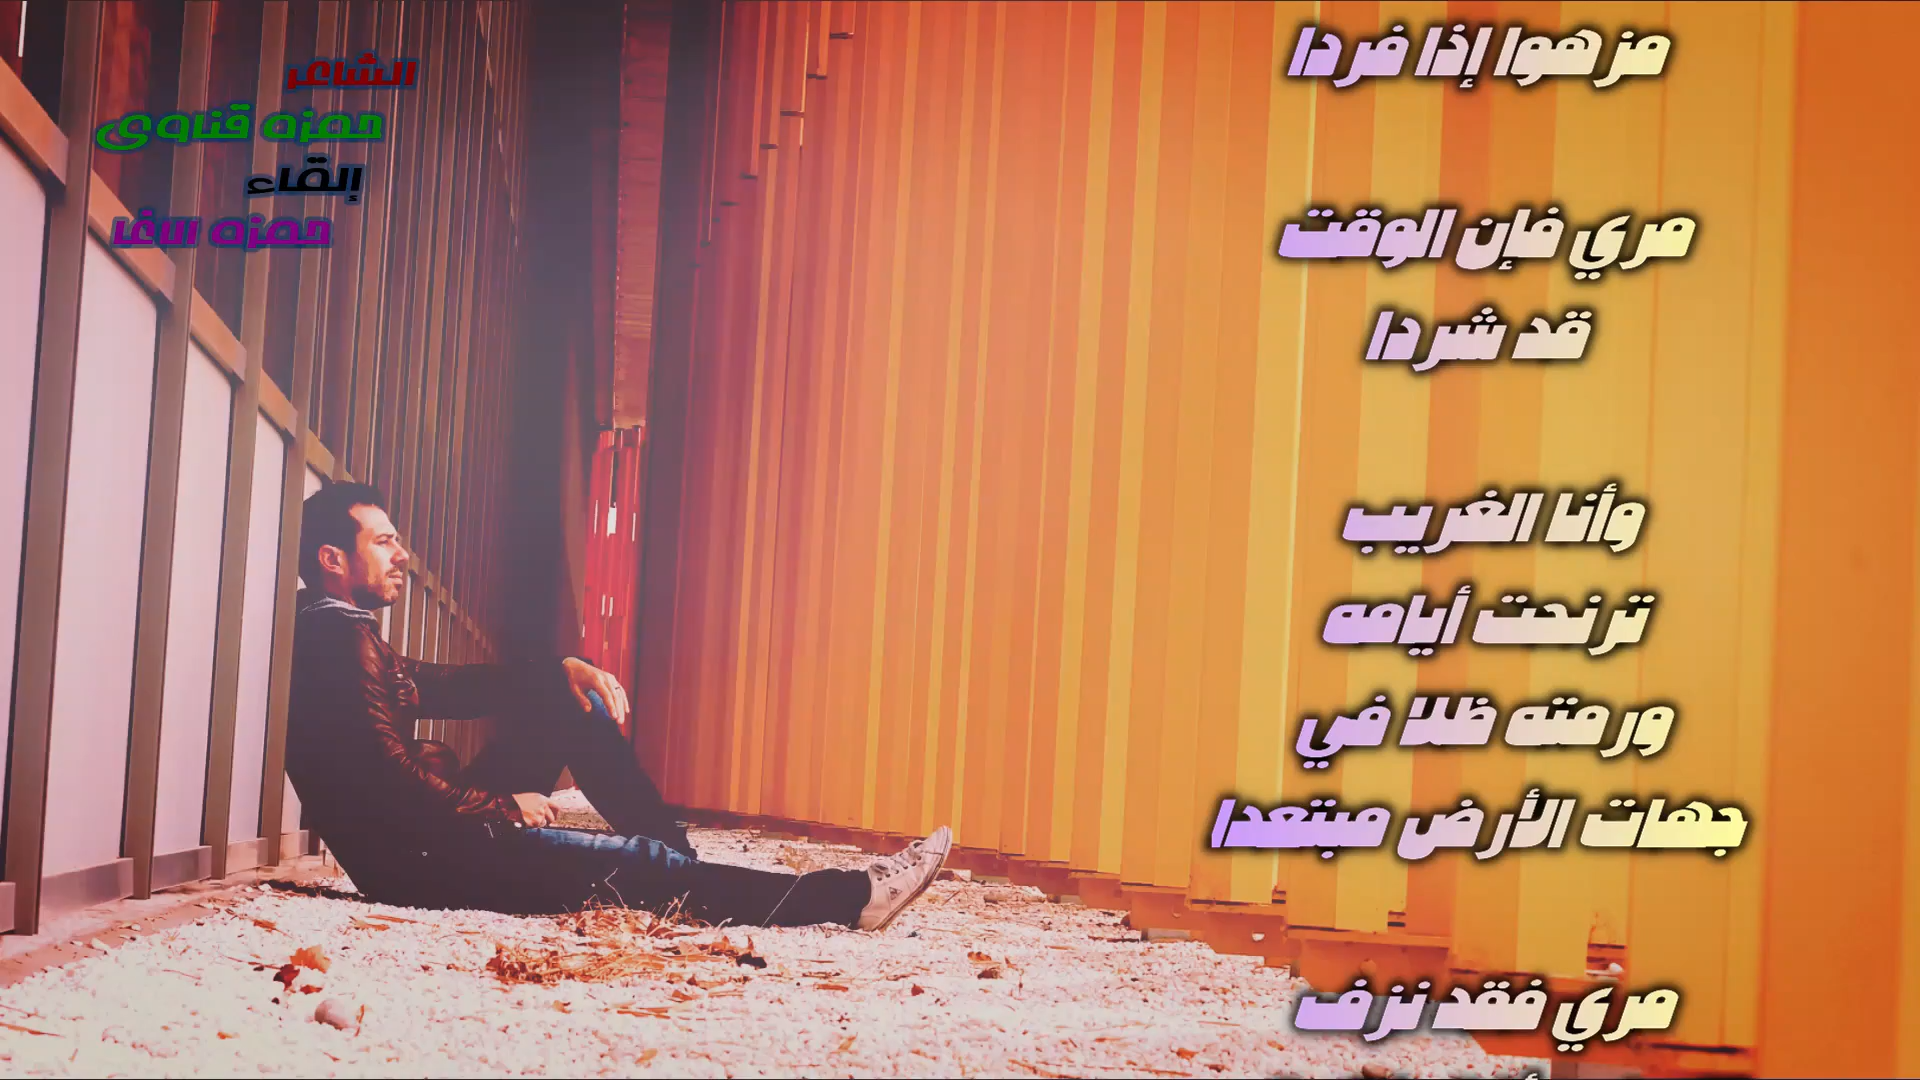 الشاعر
حمزه قناوى
إلقاء
حمزه الاغا
مزهوا إذا فردا
مري فإن الوقت
قد شردا
وأنا الغريب
ترنحت أيامه
ورمته ظلا في
جهات الأرض مبتعدا
مري فقد نزف